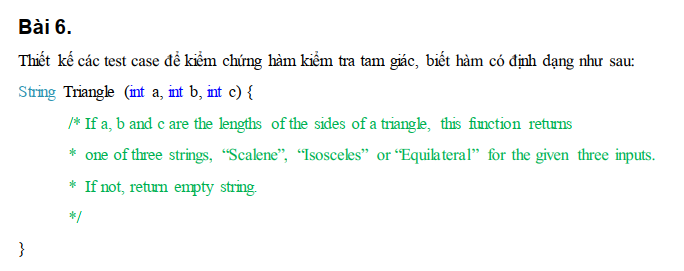 Bài 6.
Thiết kế các test case để kiểm chứng hàm kiểm tra tam giác, biết hàm có định dạng như sau:
String Triangle (int a, int b, int c) {
/* If a, b and c are the lengths of the sides of a triangle, this function returns
* one of three strings, “Scalene”, “Isosceles” or “Equilateral” for the given three inputs.
* If not, return empty string.
*/
}